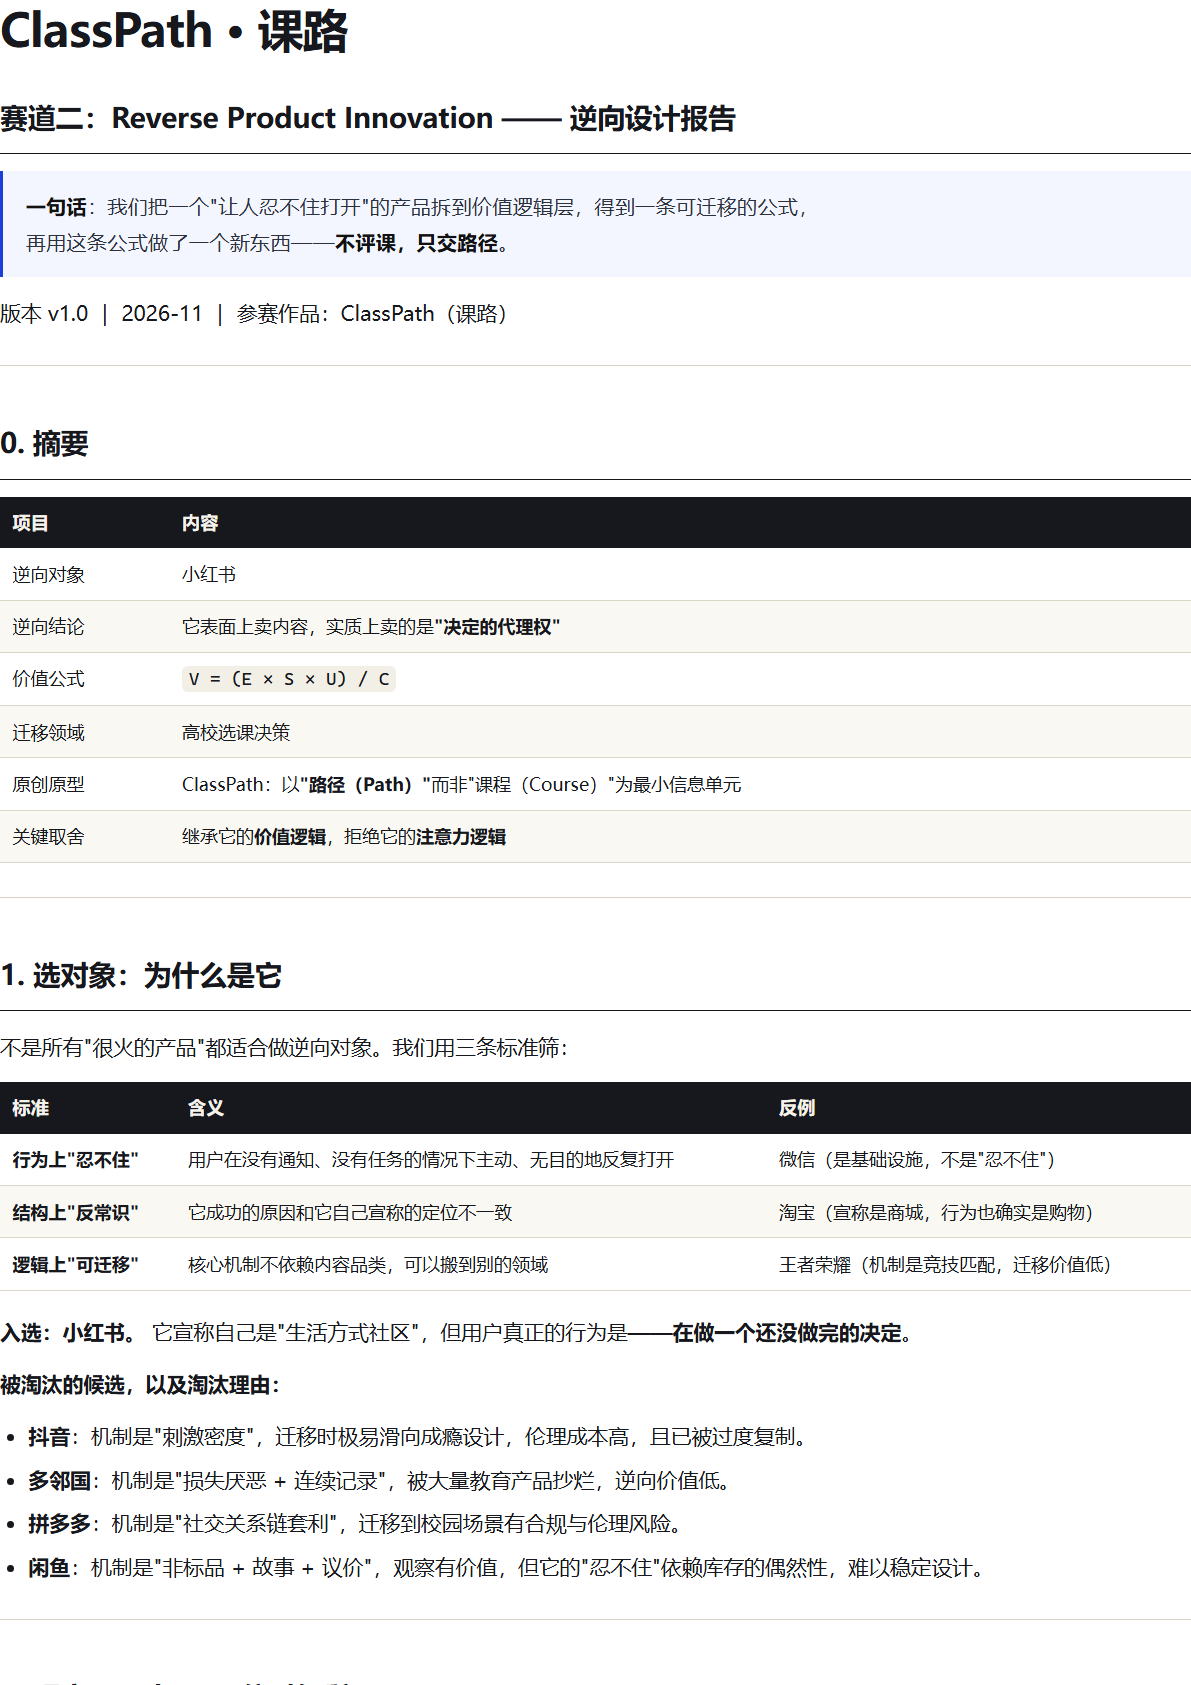 ClassPath • 课路
赛道二：Reverse Product Innovation —— 逆向设计报告
一句话：我们把一个"让人忍不住打开"的产品拆到价值逻辑层，得到一条可迁移的公式，
再用这条公式做了一个新东西——不评课，只交路径。
版本 v1.0 ｜ 2026-11 ｜ 参赛作品：ClassPath（课路）
0. 摘要
项目 内容
逆向对象 小红书
逆向结论 它表面上卖内容，实质上卖的是"决定的代理权"
价值公式 V = (E × S × U) / C
迁移领域 高校选课决策
原创原型 ClassPath：以"路径（Path）"而非"课程（Course）"为最小信息单元
关键取舍 继承它的价值逻辑，拒绝它的注意力逻辑
1. 选对象：为什么是它
不是所有"很火的产品"都适合做逆向对象。我们用三条标准筛：
标准 含义 反例
行为上"忍不住" 用户在没有通知、没有任务的情况下主动、无目的地反复打开 微信（是基础设施，不是"忍不住"）
结构上"反常识" 它成功的原因和它自己宣称的定位不一致 淘宝（宣称是商城，行为也确实是购物）
逻辑上"可迁移" 核心机制不依赖内容品类，可以搬到别的领域 王者荣耀（机制是竞技匹配，迁移价值低）
入选：小红书。 它宣称自己是"生活方式社区"，但用户真正的行为是——在做一个还没做完的决定。
被淘汰的候选，以及淘汰理由：
• 抖音：机制是"刺激密度"，迁移时极易滑向成瘾设计，伦理成本高，且已被过度复制。
• 多邻国：机制是"损失厌恶 + 连续记录"，被大量教育产品抄烂，逆向价值低。
• 拼多多：机制是"社交关系链套利"，迁移到校园场景有合规与伦理风险。
• 闲鱼：机制是"非标品 + 故事 + 议价"，观察有价值，但它的"忍不住"依赖库存的偶然性，难以稳定设计。